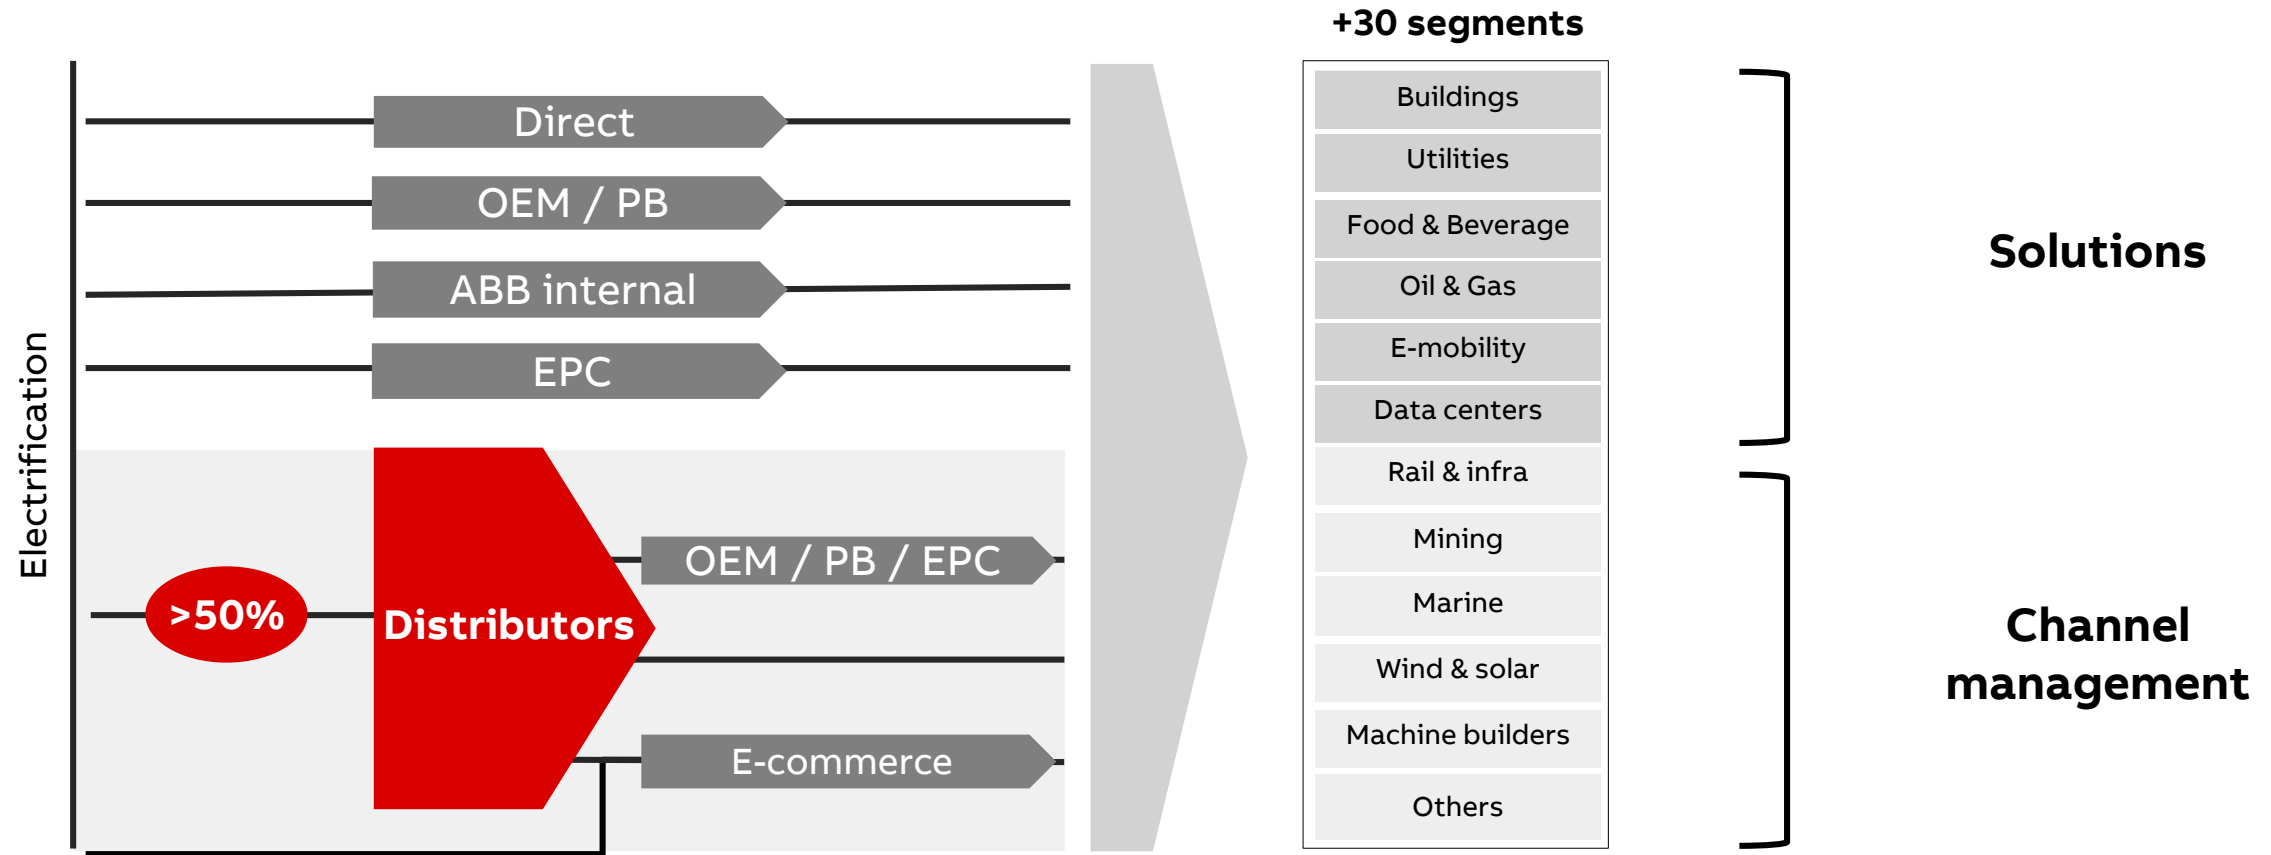 +30 segments
Electrification
Direct
OEM / PB
ABB internal
EPC
>50%
Distributors
OEM / PB / EPC
E-commerce
Buildings
Utilities
Food & Beverage
Oil & Gas
E-mobility
Data centers
Rail & infra
Mining
Marine
Wind & solar
Machine builders
Others
Solutions
Channel
management